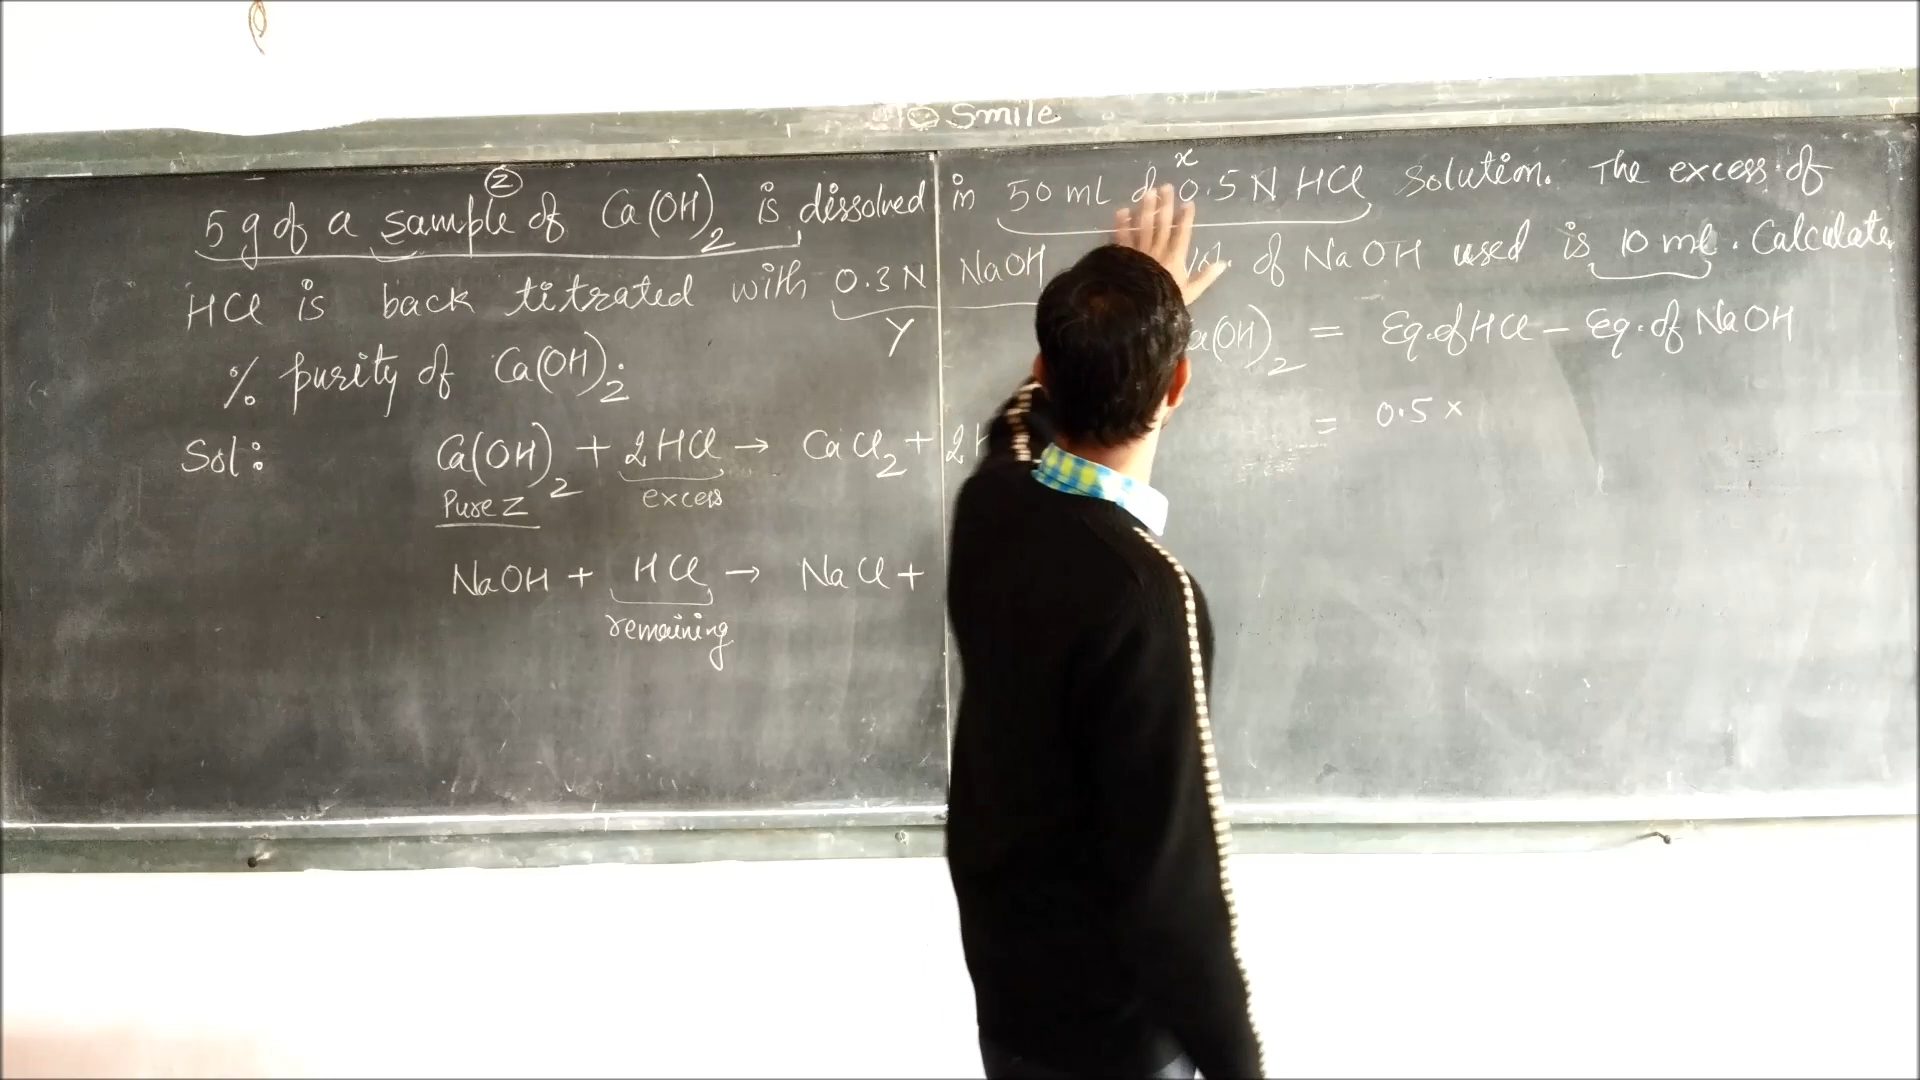 Smile
5 g of a sample of Ca(OH)2 is dissolved in 50 ml of 0.5 N HCl solution. The excess of
HCl is back titrated with 0.3 N NaOH vol. of NaOH used is 10 ml. Calculate
% purity of Ca(OH)2.
z
x
y
Sol: Ca(OH)2 + 2HCl → CaCl2 + 2H
Pure z excess
NaOH + HCl → NaCl +
remaining
a(OH)2 = Eq. of HCl – Eq. of NaOH
= 0.5 ×